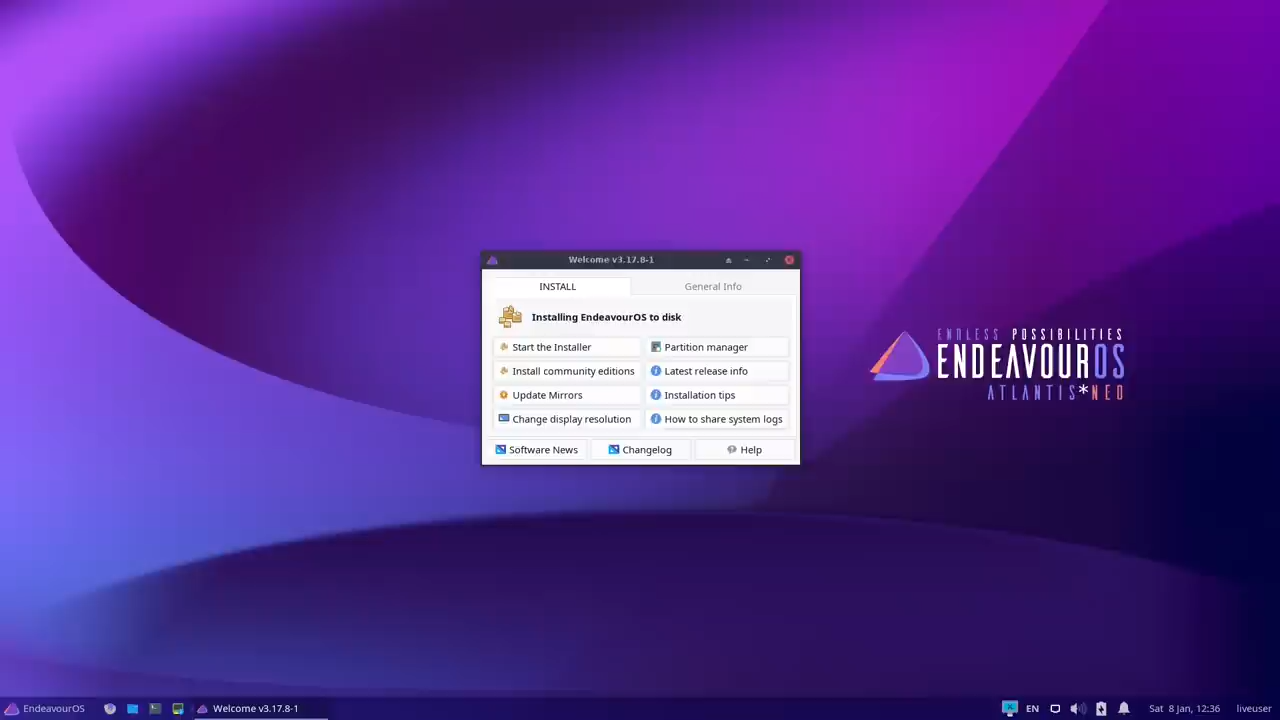 Welcome v3.17.8-1
INSTALL
General Info
Installing EndeavourOS to disk
Start the Installer
Partition manager
Install community editions
Latest release info
Update Mirrors
Installation tips
Change display resolution
How to share system logs
Software News
Changelog
Help
ENDLESS POSSIBILITIES
ENDEAVOUROS
ATLANTIS*NEO
EndeavourOS
Welcome v3.17.8-1
EN
Sat 8 Jan, 12:36
liveuser